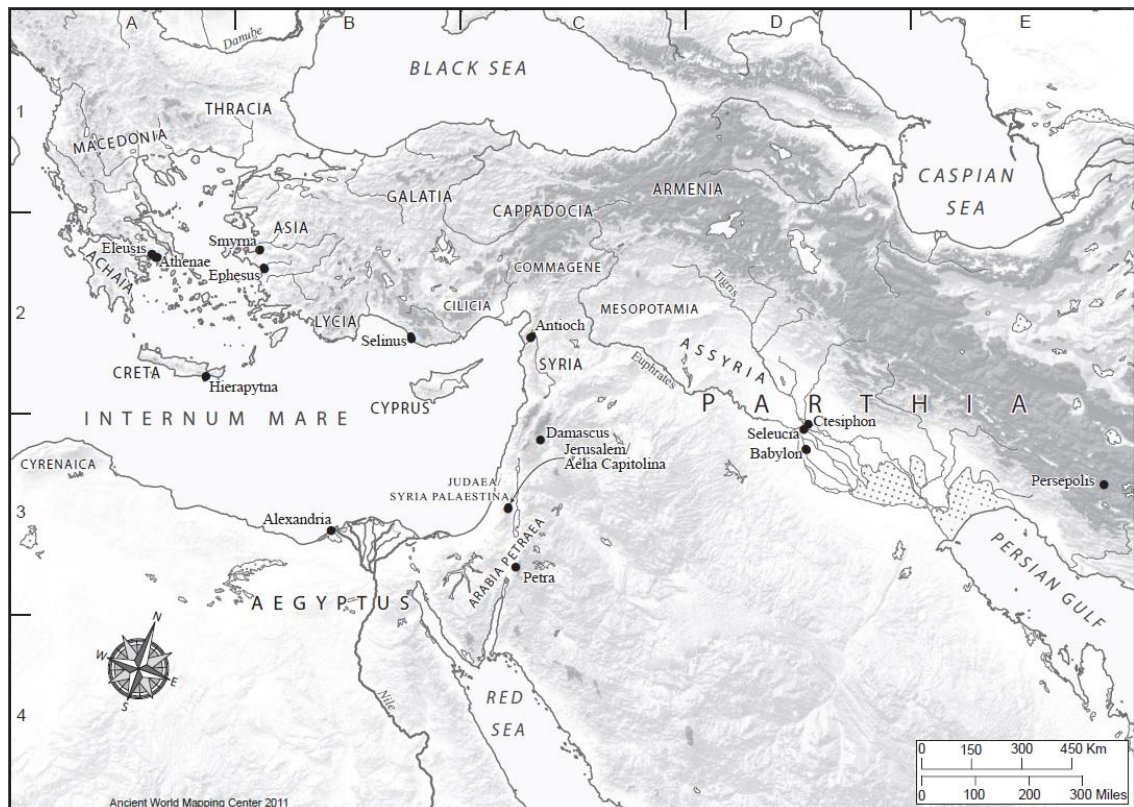 A
B
C
D
E
1
2
3
4
Danube
BLACK SEA
THRACIA
MACEDONIA
GALATIA
ARMENIA
CASPIAN
SEA
CAPPADOCIA
ASIA
Smyrna
Eleusis
Athenae
ACHAIA
Ephesus
COMMAGENE
CILICIA
MESOPOTAMIA
Tigris
LYCIA
Selinus
Antioch
SYRIA
ASSYRIA
Euphrates
CRETA
Hierapytna
CYPRUS
INTERNUM MARE
PARTHIA
Ctesiphon
Seleucia
Babylon
Damascus
Jerusalem/
Aelia Capitolina
CYRENAICA
JUDAEA/
SYRIA PALAESTINA
Persepolis
Alexandria
ARABIA PETRAEA
Petra
PERSIAN GULF
AEGYPTUS
N
W
E
S
Nile
RED
SEA
0 150 300 450 Km
0 100 200 300 Miles
Ancient World Mapping Center 2011